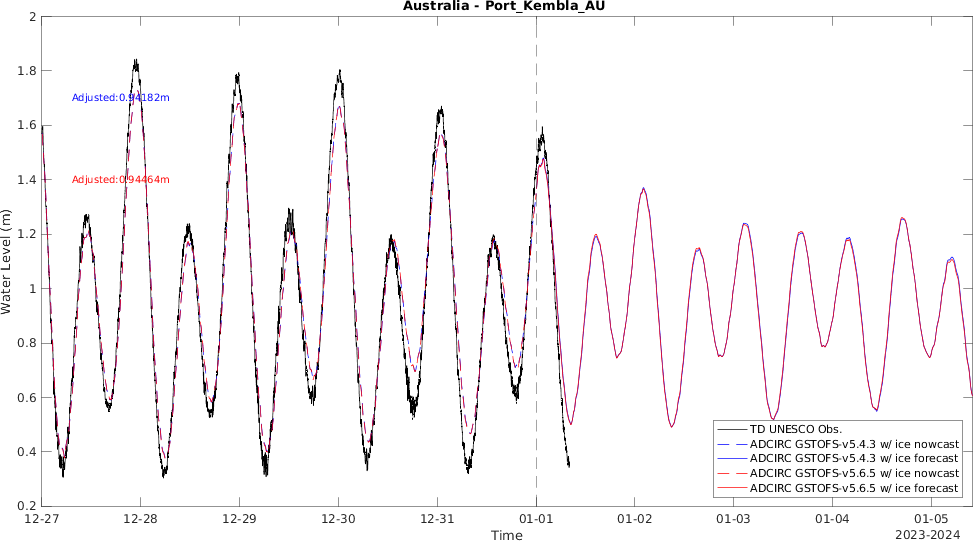 Australia - Port_Kembla_AU
2
1.8
1.6
1.4
1.2
1
0.8
0.6
0.4
0.2
Water Level (m)
Adjusted:0.94182m
Adjusted:0.94464m
TD UNESCO Obs.
ADCIRC GSTOFS-v5.4.3 w/ ice nowcast
ADCIRC GSTOFS-v5.4.3 w/ ice forecast
ADCIRC GSTOFS-v5.6.5 w/ ice nowcast
ADCIRC GSTOFS-v5.6.5 w/ ice forecast
12-27 12-28 12-29 12-30 12-31 01-01 01-02 01-03 01-04 01-05
Time
2023-2024